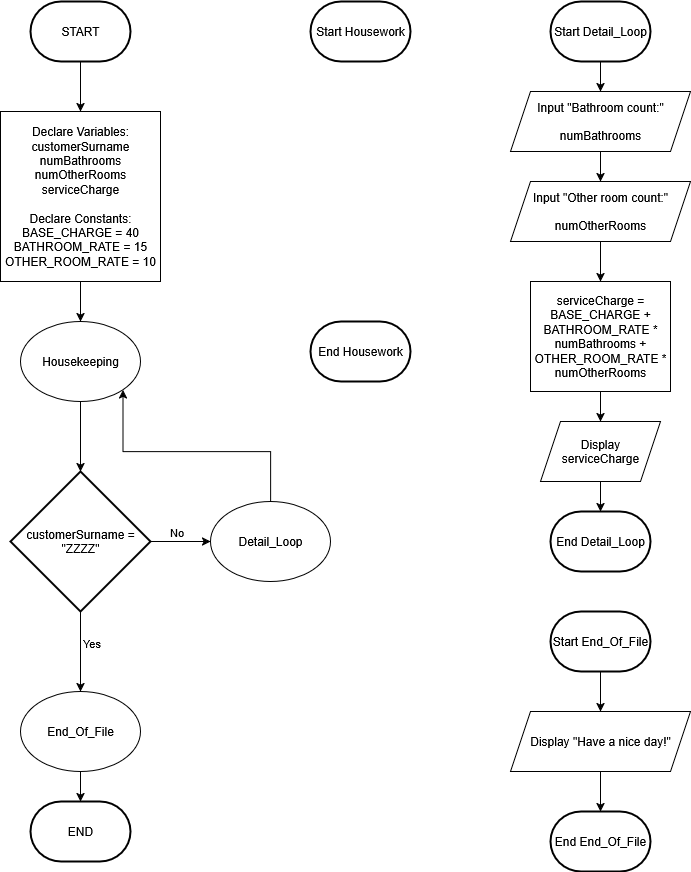 START
Declare Variables:
customerSurname
numBathrooms
numOtherRooms
serviceCharge
Declare Constants:
BASE_CHARGE = 40
BATHROOM_RATE = 15
OTHER_ROOM_RATE = 10
Housekeeping
customerSurname =
"ZZZZ"
No
Detail_Loop
Yes
End_Of_File
END
Start Housework
End Housework
Start Detail_Loop
Input "Bathroom count:"
numBathrooms
Input "Other room count:"
numOtherRooms
serviceCharge =
BASE_CHARGE +
BATHROOM_RATE *
numBathrooms +
OTHER_ROOM_RATE *
numOtherRooms
Display
serviceCharge
End Detail_Loop
Start End_Of_File
Display "Have a nice day!"
End End_Of_File